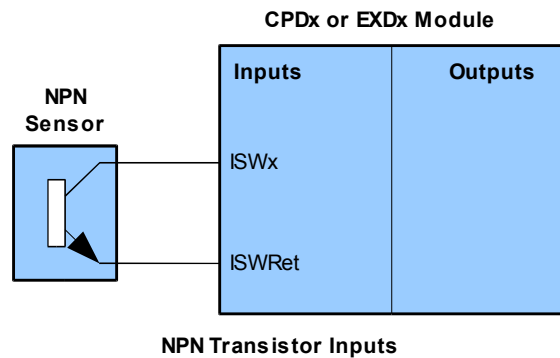 CPDx or EXDx Module
Inputs
Outputs
NPN
Sensor
ISWx
ISWRet
NPN Transistor Inputs